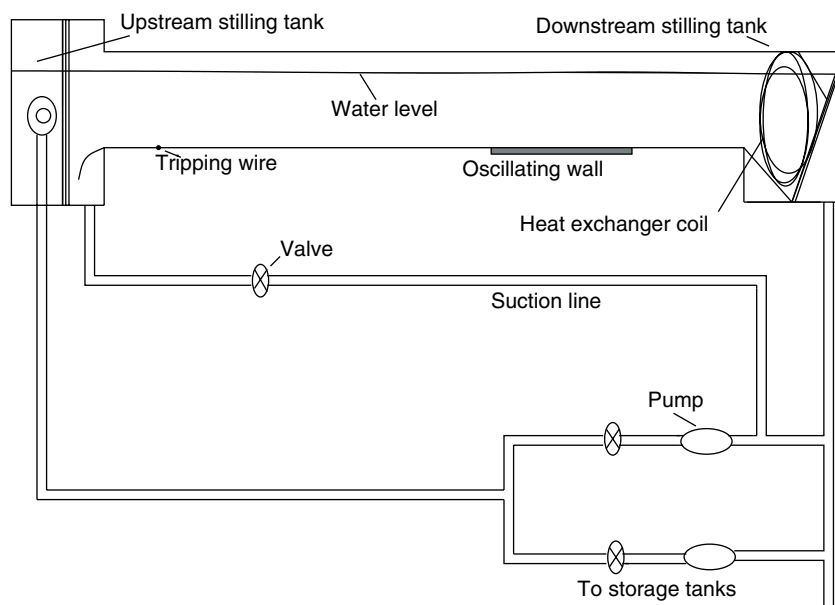 Upstream stilling tank
Downstream stilling tank
Water level
Tripping wire
Oscillating wall
Heat exchanger coil
Valve
Suction line
Pump
To storage tanks